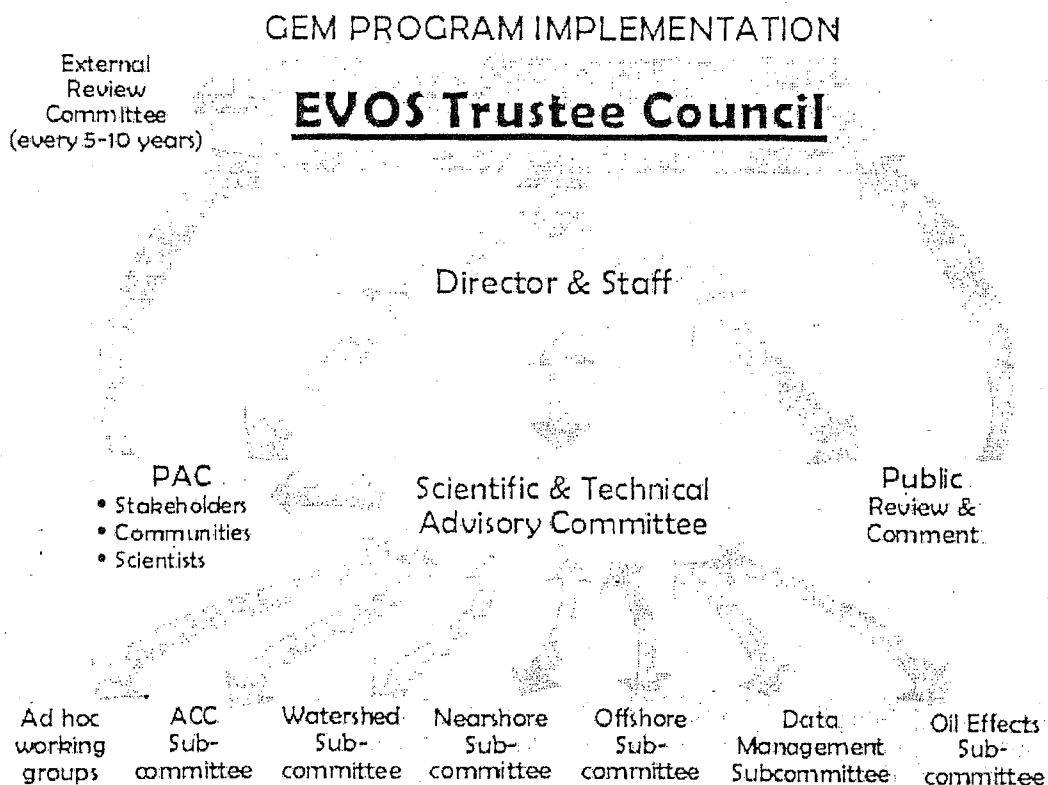 GEM PROGRAM IMPLEMENTATION
External
Review
Committee
(every 5-10 years)
EVOS Trustee Council
Director & Staff
PAC
• Stakeholders
• Communities
• Scientists
Scientific & Technical
Advisory Committee
Public
Review &
Comment
Ad hoc
working
groups
ACC
Sub-
committee
Watershed
Sub-
committee
Nearshore
Sub-
committee
Offshore
Sub-
committee
Data
Management
Subcommittee
Oil Effects
Sub-
committee